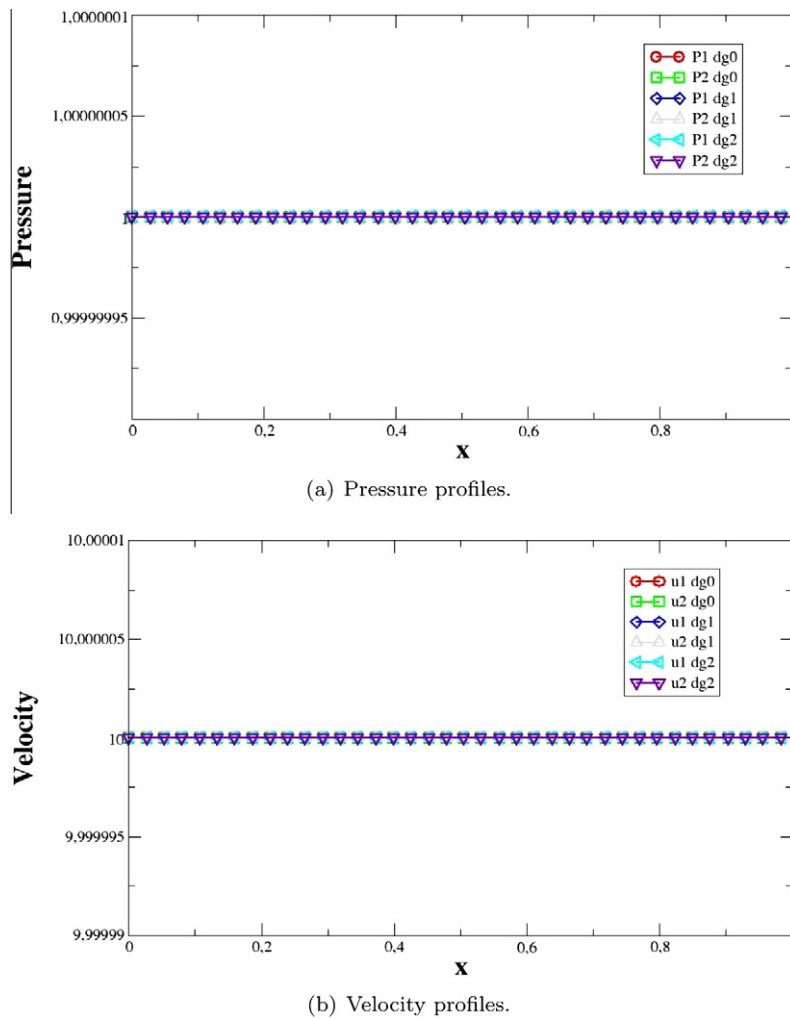 1,0000001
1,00000005
1
0,99999995
Pressure
0
0,2
0,4
0,6
0,8
x
P1 dg0
P2 dg0
P1 dg1
P2 dg1
P1 dg2
P2 dg2
(a) Pressure profiles.
10,00001
10,000005
10
9,999995
9,99999
Velocity
0
0,2
0,4
0,6
0,8
x
u1 dg0
u2 dg0
u1 dg1
u2 dg1
u1 dg2
u2 dg2
(b) Velocity profiles.